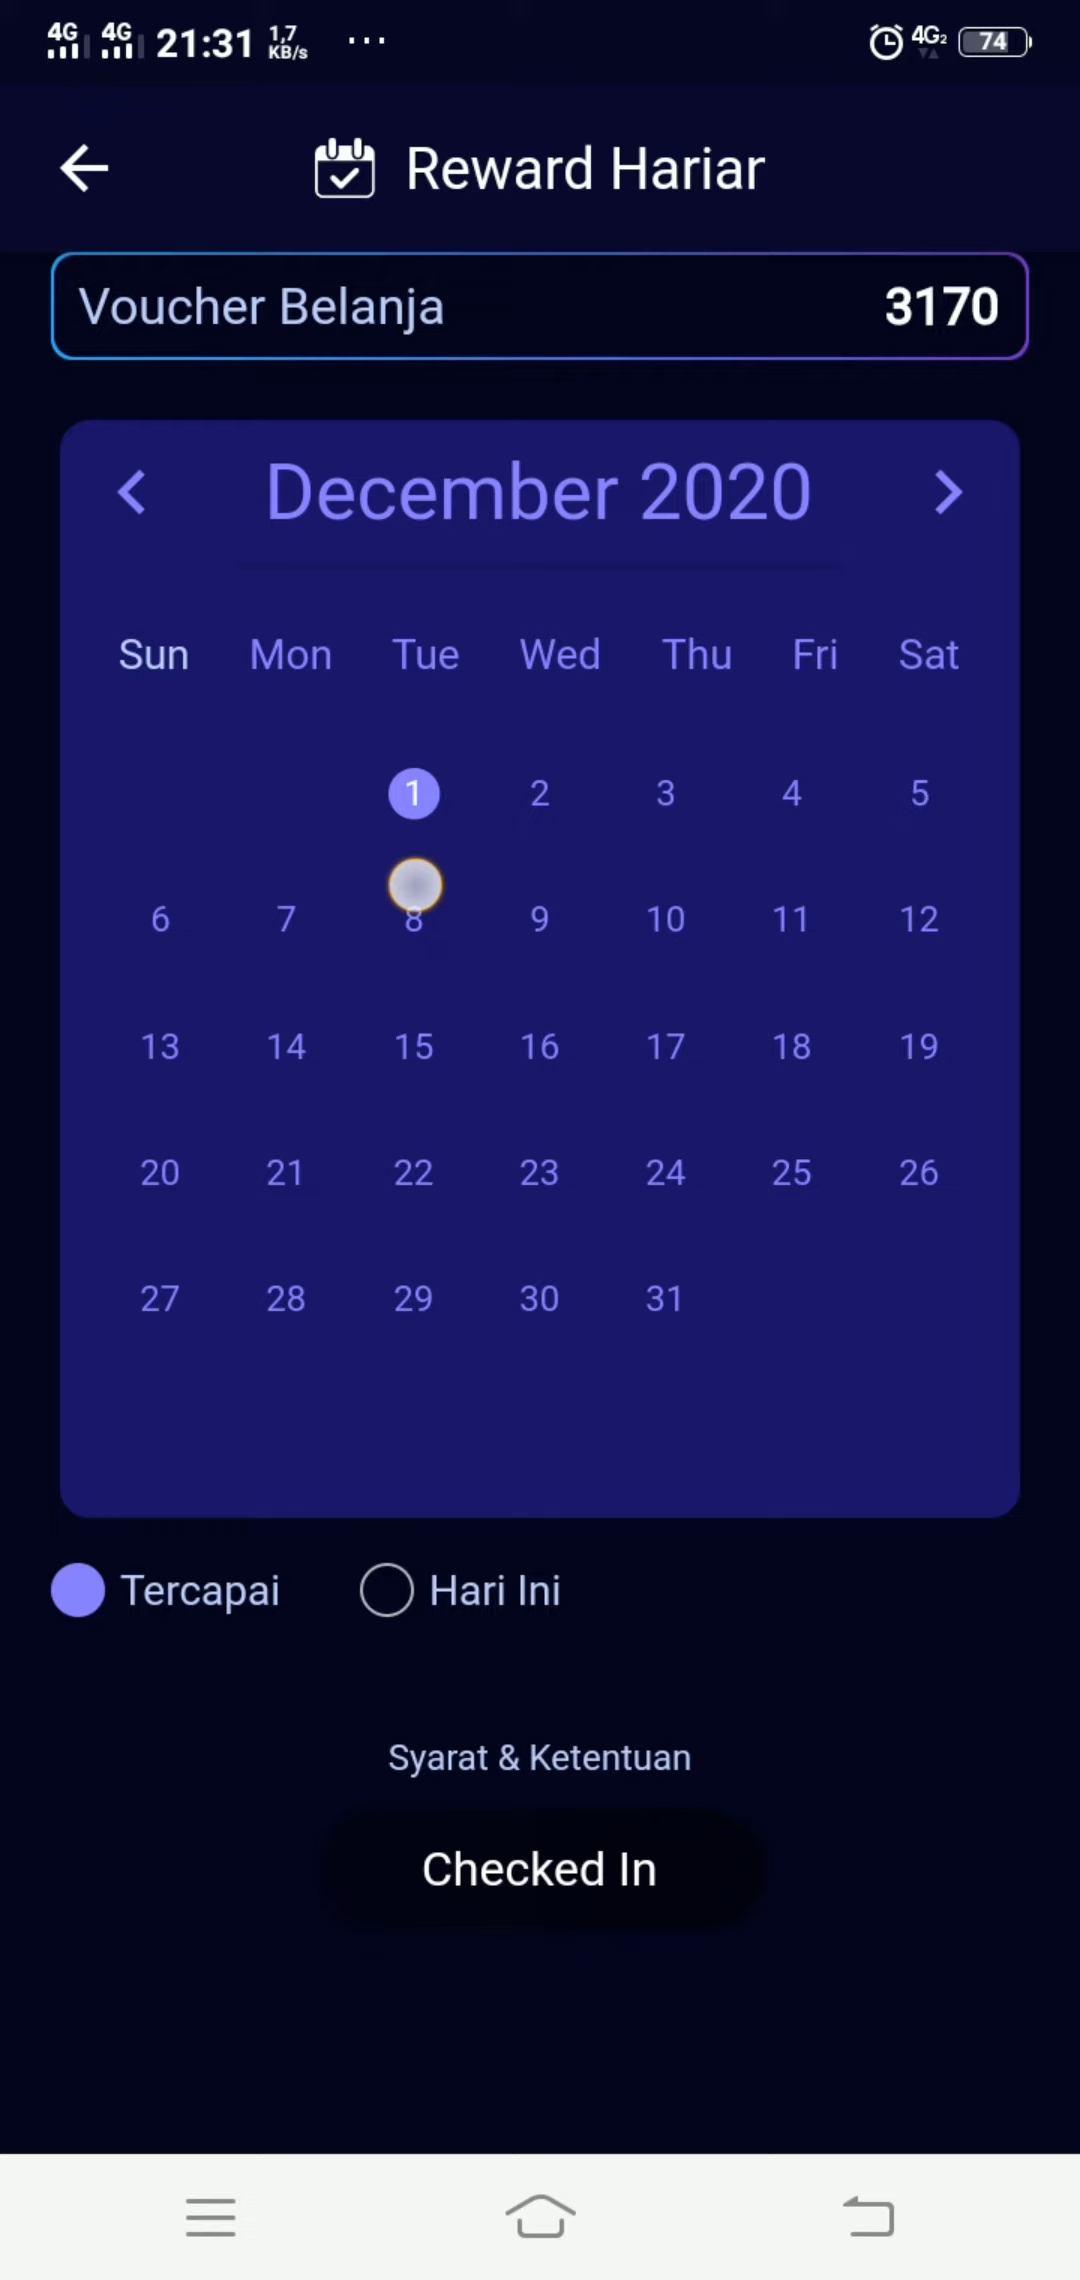 4G 4G 21:31 1,7 KB/s ... 4G2 74
Reward Hariar
Voucher Belanja 3170
December 2020
Sun Mon Tue Wed Thu Fri Sat
1 2 3 4 5
6 7 8 9 10 11 12
13 14 15 16 17 18 19
20 21 22 23 24 25 26
27 28 29 30 31
Tercapai Hari Ini
Syarat & Ketentuan
Checked In